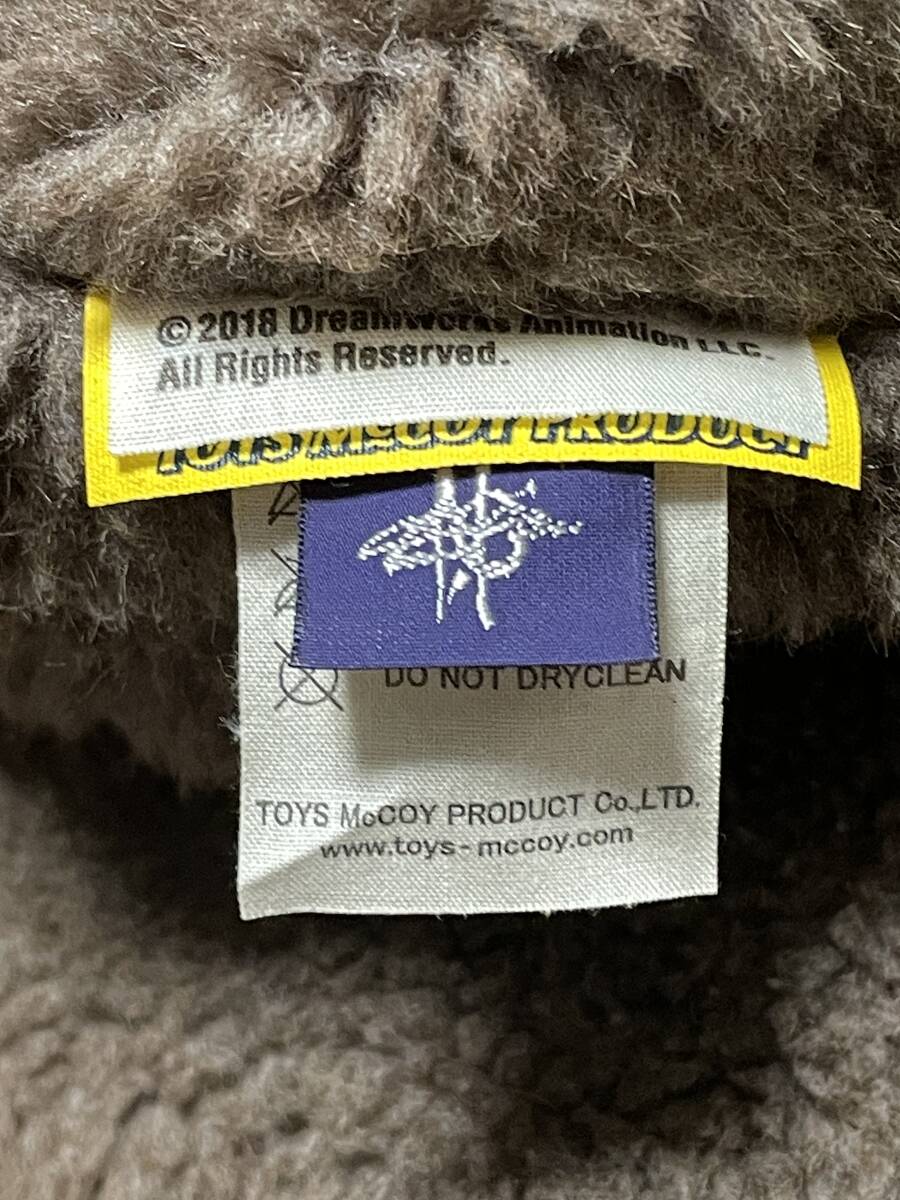 ©2018 DreamWorks Animation LLC.
All Rights Reserved.
TOYS McCOY PRODUCT
DO NOT DRYCLEAN
TOYS McCOY PRODUCT Co.,LTD.
www.toys-mccoy.com